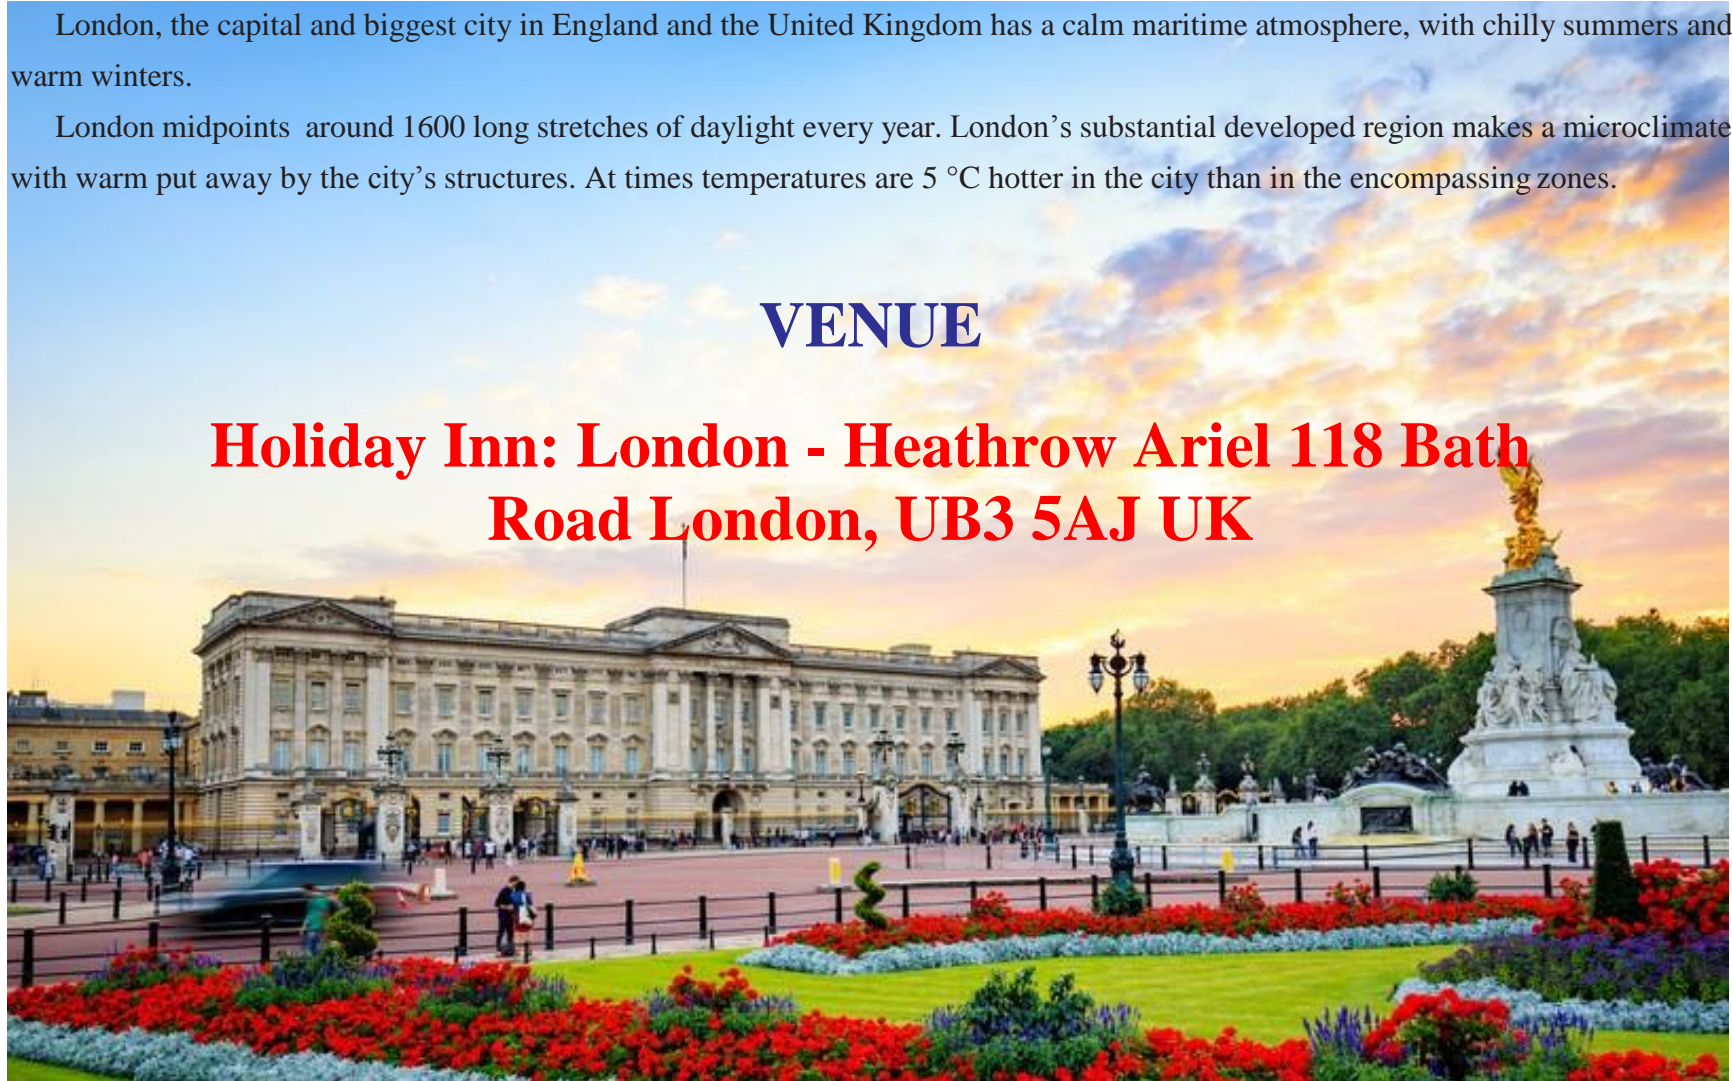 London, the capital and biggest city in England and the United Kingdom has a calm maritime atmosphere, with chilly summers and
warm winters.
London midpoints around 1600 long stretches of daylight every year. London’s substantial developed region makes a microclimate
with warm put away by the city’s structures. At times temperatures are 5 °C hotter in the city than in the encompassing zones.
VENUE
Holiday Inn: London - Heathrow Ariel 118 Bath
Road London, UB3 5AJ UK